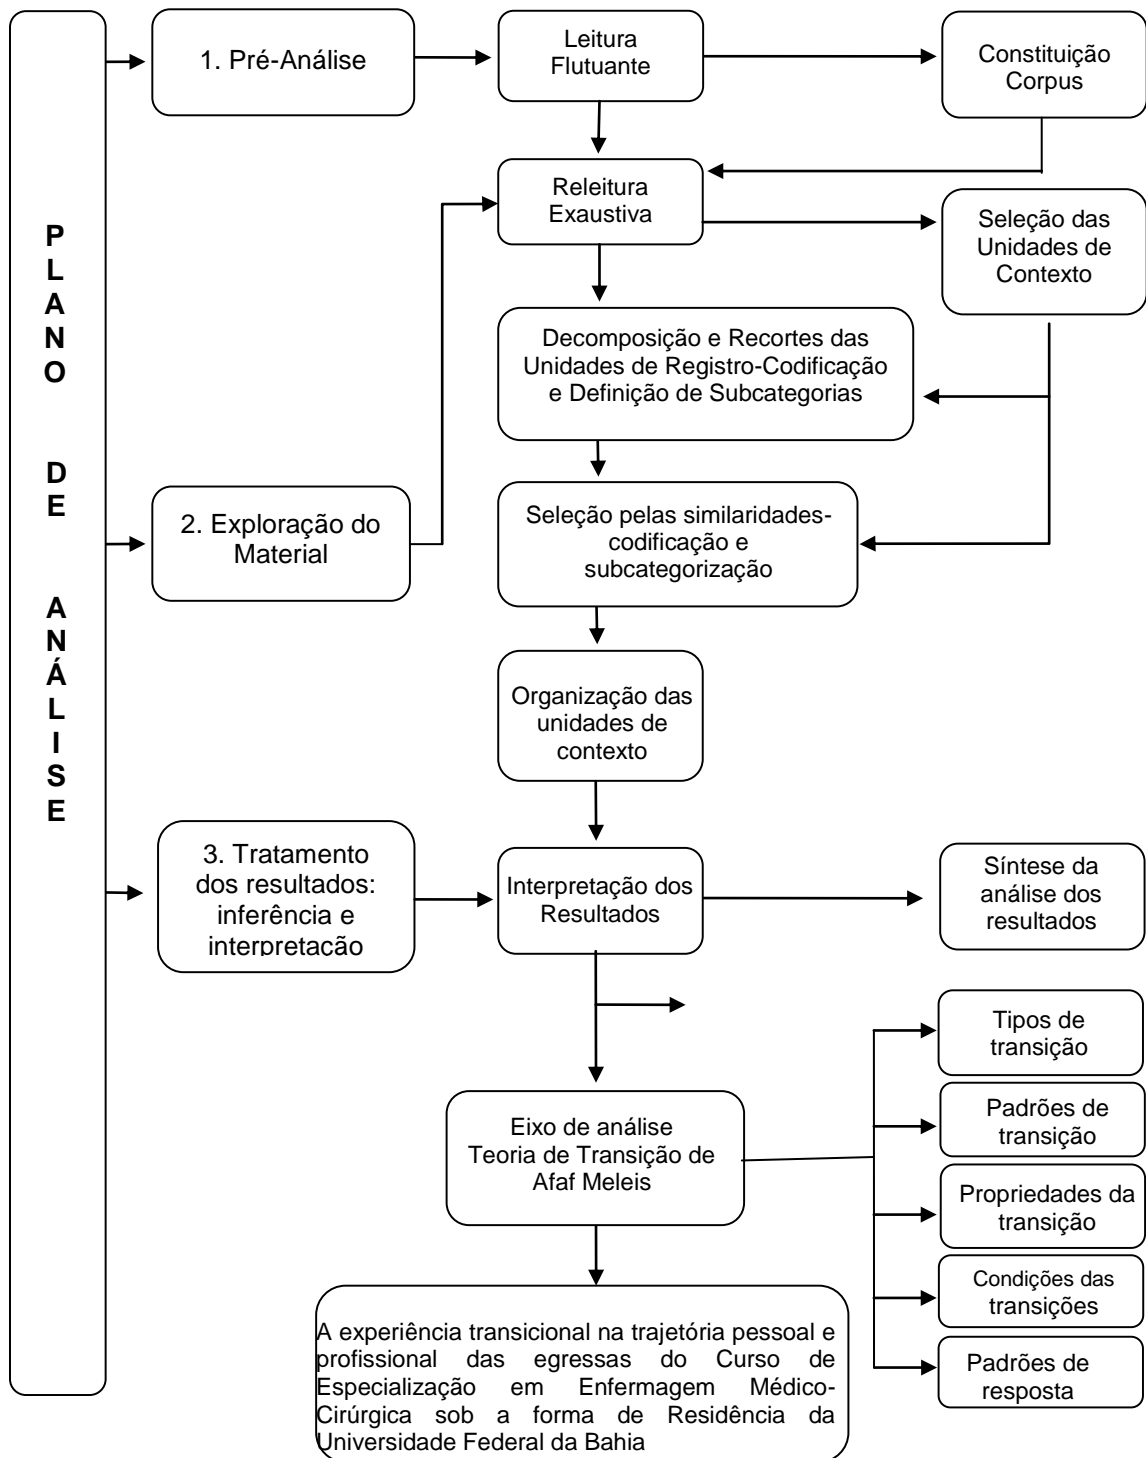 PLANO DE ANÁLISE
1. Pré-Análise
Leitura
Flutuante
Constituição
Corpus
Releitura
Exaustiva
Seleção das
Unidades de
Contexto
Decomposição e Recortes das
Unidades de Registro-Codificação
e Definição de Subcategorias
2. Exploração do
Material
Seleção pelas similaridades-
codificação e
subcategorização
Organização das
unidades de
contexto
3. Tratamento
dos resultados:
inferência e
interpretação
Interpretação dos
Resultados
Síntese da
análise dos
resultados
Eixo de análise
Teoria de Transição de
Afaf Meleis
Tipos de
transição
Padrões de
transição
Propriedades da
transição
Condições das
transições
Padrões de
resposta
A experiência transicional na trajetória pessoal e
profissional das egressas do Curso de
Especialização em Enfermagem Médico-
Cirúrgica sob a forma de Residência da
Universidade Federal da Bahia